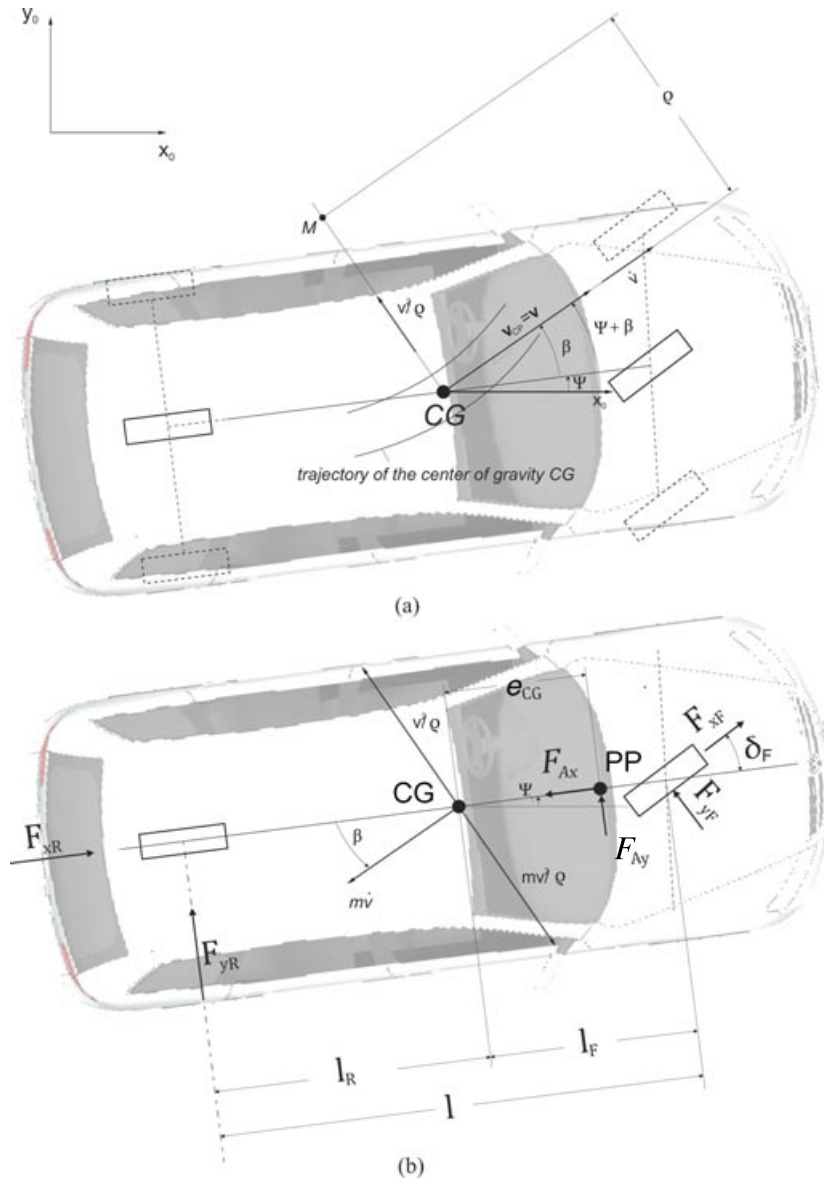 y₀
x₀
ϱ
M
v²/ϱ
v_CP=v
v̇
Ψ+β
β
Ψ
x₀
CG
trajectory of the center of gravity CG
(a)
e_CG
v²/ϱ
F_xF
δ_F
PP
F_Ax
CG
Ψ
F_yF
F_xR
β
F_Ay
mv̇
mv²/ϱ
F_yR
l_R
l_F
l
(b)